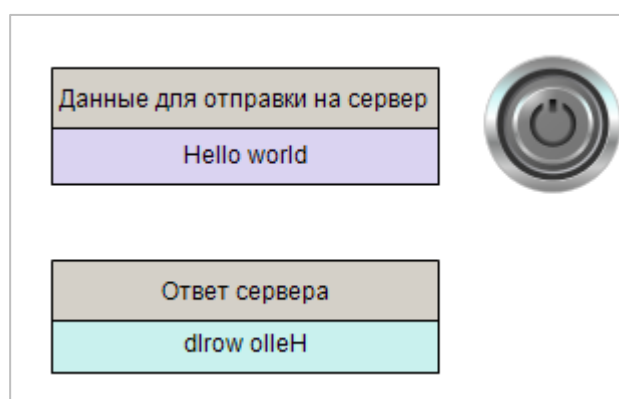 Данные для отправки на сервер
Hello world
Ответ сервера
dlrow olleH